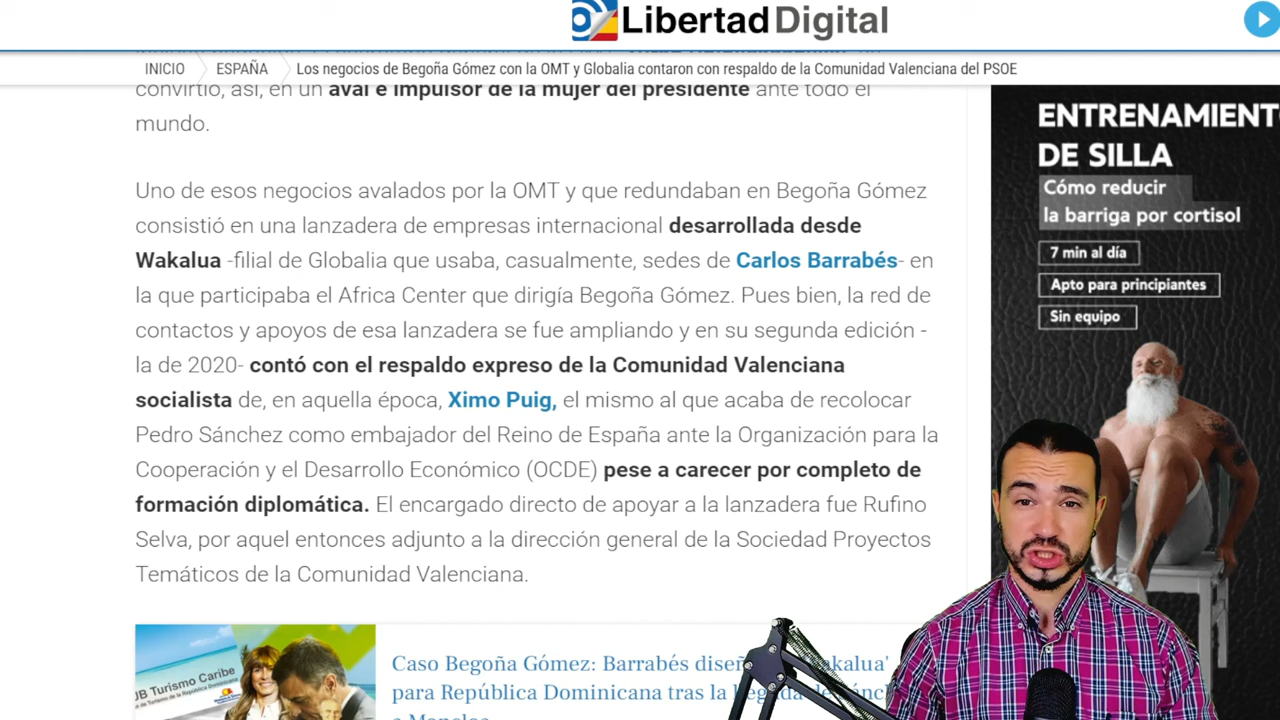 Libertad Digital
INICIO ESPAÑA Los negocios de Begoña Gómez con la OMT y Globalia contaron con respaldo de la Comunidad Valenciana del PSOE
convirtió, así, en un aval e impulsor de la mujer del presidente ante todo el
mundo.
Uno de esos negocios avalados por la OMT y que redundaban en Begoña Gómez
consistió en una lanzadera de empresas internacional desarrollada desde
Wakalua -filial de Globalia que usaba, casualmente, sedes de Carlos Barrabés- en
la que participaba el Africa Center que dirigía Begoña Gómez. Pues bien, la red de
contactos y apoyos de esa lanzadera se fue ampliando y en su segunda edición -
la de 2020- contó con el respaldo expreso de la Comunidad Valenciana
socialista de, en aquella época, Ximo Puig, el mismo al que acaba de recolocar
Pedro Sánchez como embajador del Reino de España ante la Organización para la
Cooperación y el Desarrollo Económico (OCDE) pese a carecer por completo de
formación diplomática. El encargado directo de apoyar a la lanzadera fue Rufino
Selva, por aquel entonces adjunto a la dirección general de la Sociedad Proyectos
Temáticos de la Comunidad Valenciana.
Turismo Caribe
Caso Begoña Gómez: Barrabés
para República Dominicana tras la
ENTRENAMIENTO
DE SILLA
Cómo reducir
la barriga por cortisol
7 min al día
Apto para principiantes
Sin equipo